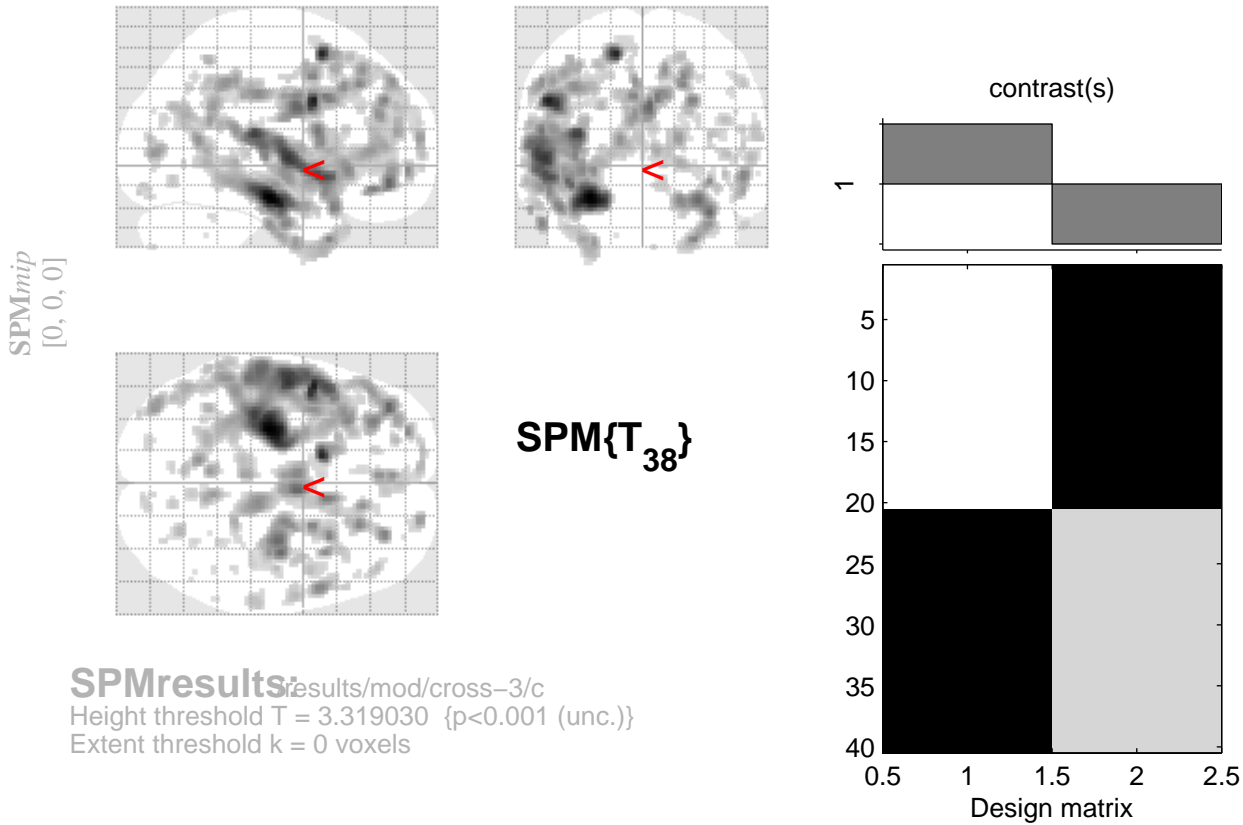 SPMmip
[0, 0, 0]
<
<
<
SPM{T38}
SPMresults: ./results/mod/cross−3/c
Height threshold T = 3.319030 {p<0.001 (unc.)}
Extent threshold k = 0 voxels
contrast(s)
1
5
10
15
20
25
30
35
40
0.5 1 1.5 2 2.5
Design matrix